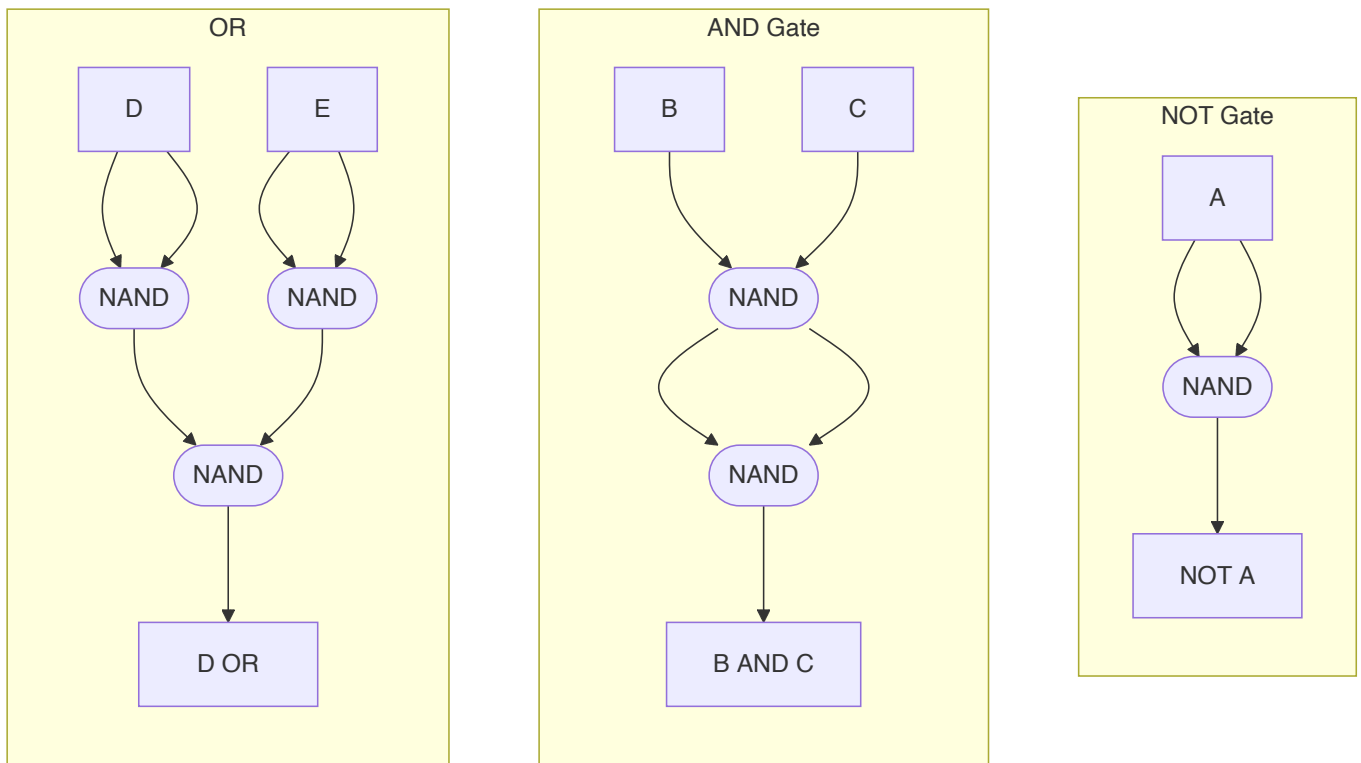 OR
D
E
NAND
NAND
NAND
D OR
AND Gate
B
C
NAND
NAND
B AND C
NOT Gate
A
NAND
NOT A